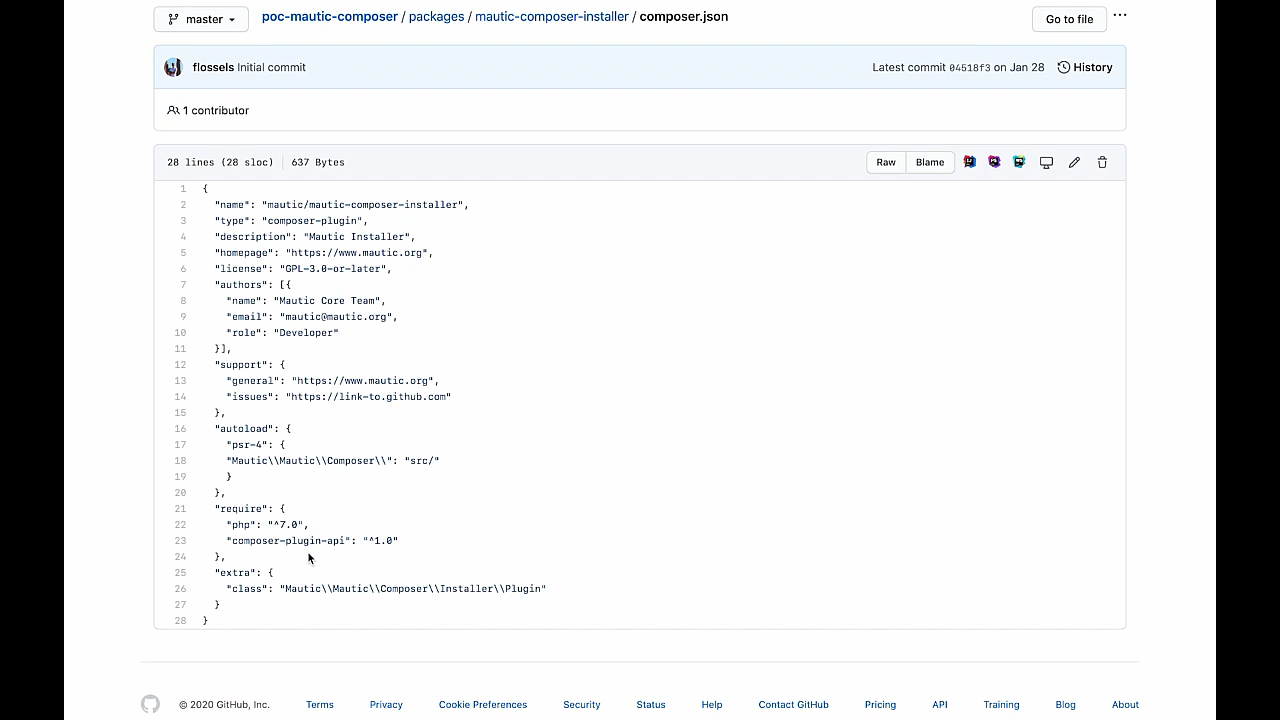 master
poc-mautic-composer / packages / mautic-composer-installer / composer.json
Go to file
...
flossels Initial commit
Latest commit 04518f3 on Jan 28
History
1 contributor
28 lines (28 sloc) | 637 Bytes
Raw
Blame
1 {
2 "name": "mautic/mautic-composer-installer",
3 "type": "composer-plugin",
4 "description": "Mautic Installer",
5 "homepage": "https://www.mautic.org",
6 "license": "GPL-3.0-or-later",
7 "authors": [{
8 "name": "Mautic Core Team",
9 "email": "mautic@mautic.org",
10 "role": "Developer"
11 }],
12 "support": {
13 "general": "https://www.mautic.org",
14 "issues": "https://link-to.github.com"
15 },
16 "autoload": {
17 "psr-4": {
18 "Mautic\\Mautic\\Composer\\": "src/"
19 }
20 },
21 "require": {
22 "php": "^7.0",
23 "composer-plugin-api": "^1.0"
24 },
25 "extra": {
26 "class": "Mautic\\Mautic\\Composer\\Installer\\Plugin"
27 }
28 }
© 2020 GitHub, Inc.
Terms
Privacy
Cookie Preferences
Security
Status
Help
Contact GitHub
Pricing
API
Training
Blog
About